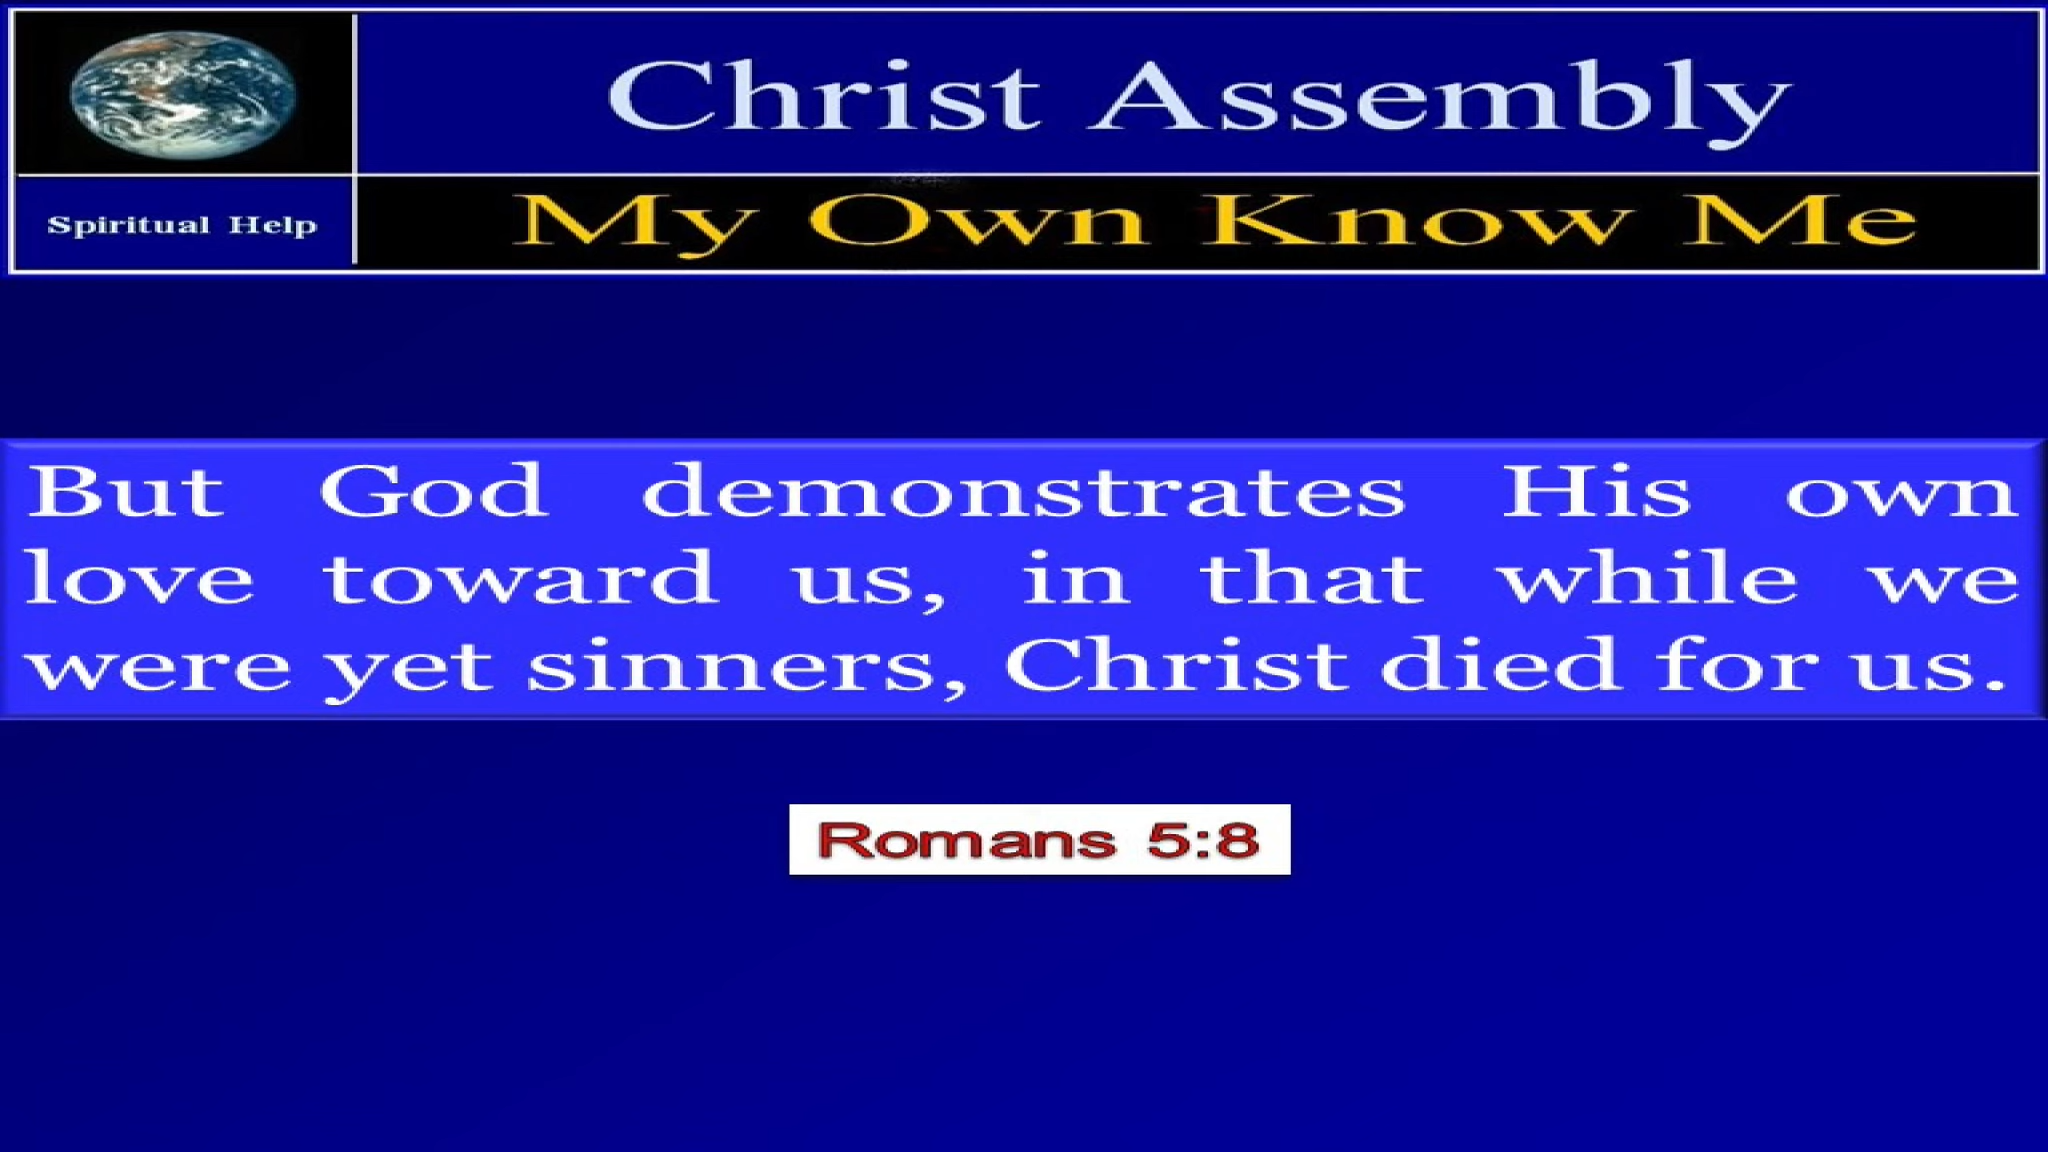 Christ Assembly
Spiritual Help
My Own Know Me
But God demonstrates His own
love toward us, in that while we
were yet sinners, Christ died for us.
Romans 5:8